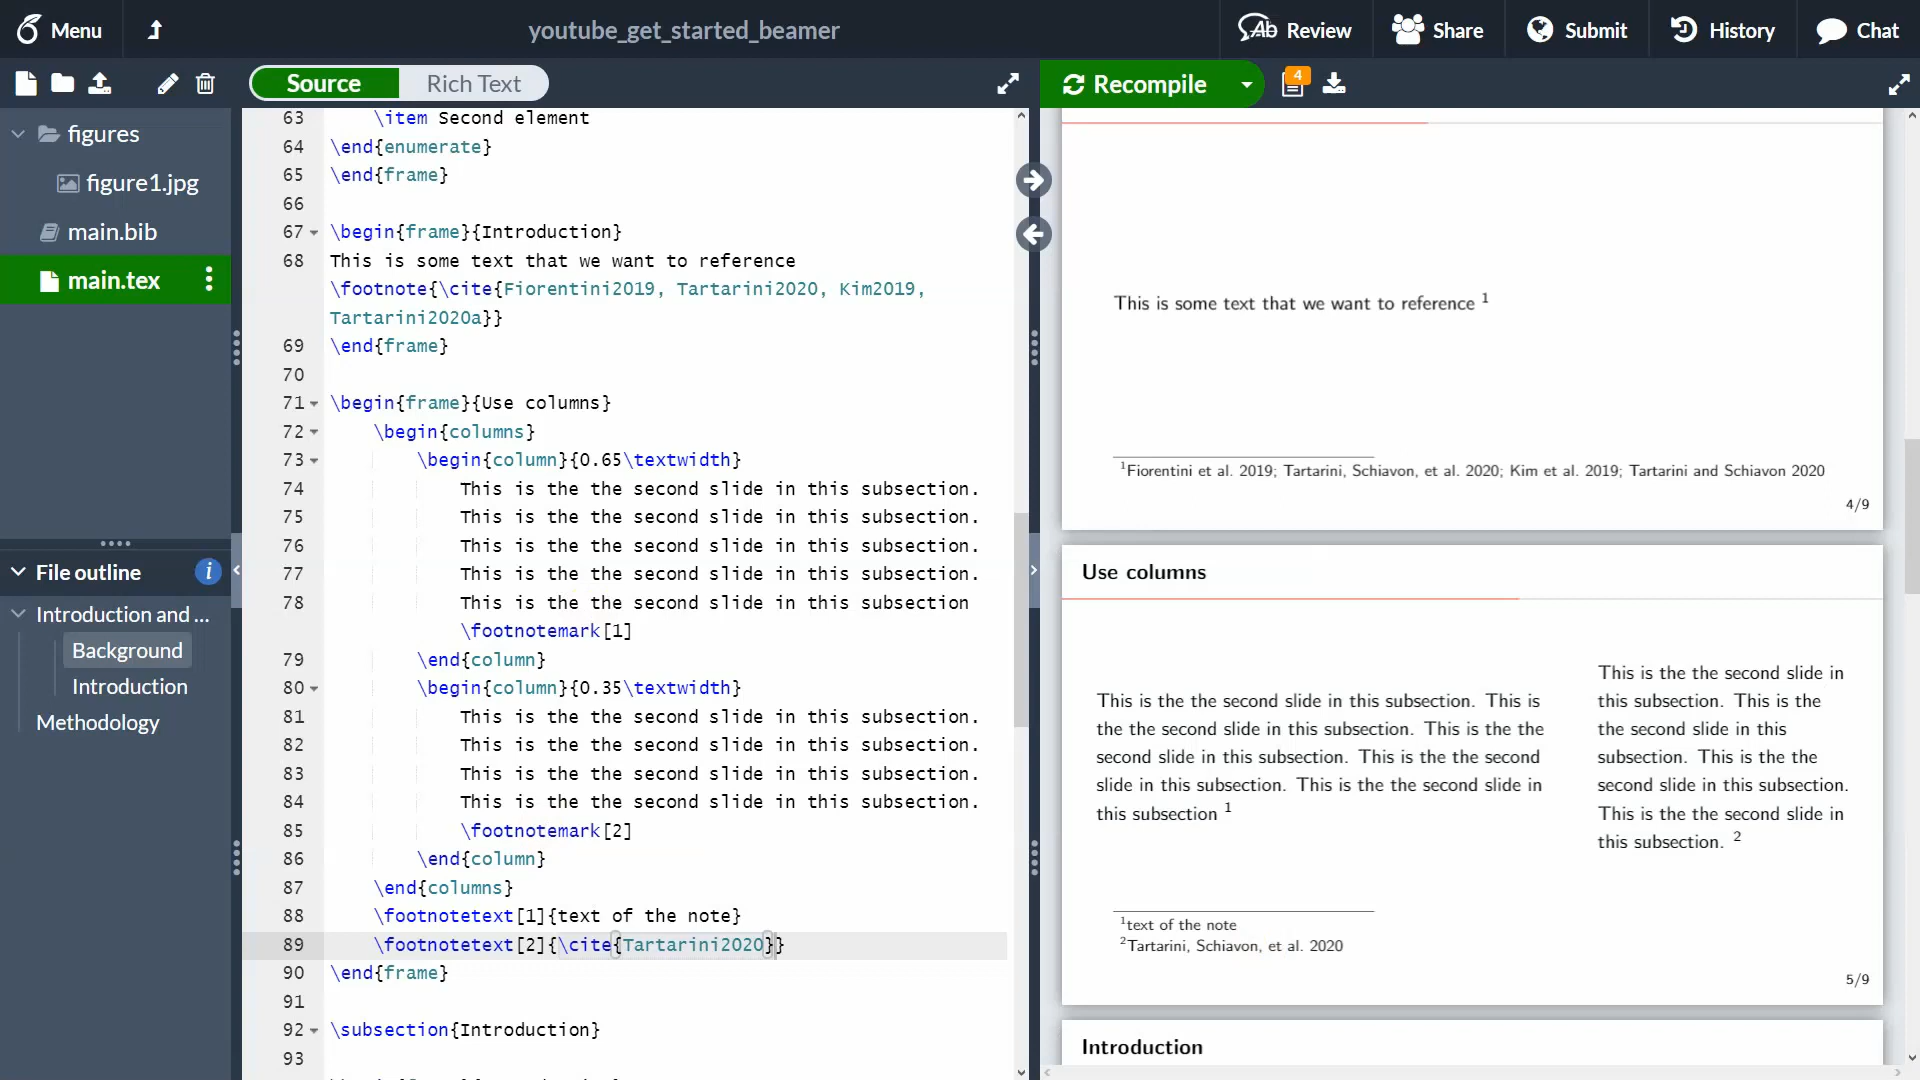 Menu
youtube_get_started_beamer
Ab Review
Share
Submit
History
Chat
Source
Rich Text
Recompile
4
figures
figure1.jpg
main.bib
main.tex
File outline
i
Introduction and ...
Background
Introduction
Methodology
63 \item Second element
64 \end{enumerate}
65 \end{frame}
66
67 \begin{frame}{Introduction}
68 This is some text that we want to reference
\footnote{\cite{Fiorentini2019, Tartarini2020, Kim2019,
Tartarini2020a}}
69 \end{frame}
70
71 \begin{frame}{Use columns}
72 \begin{columns}
73 \begin{column}{0.65\textwidth}
74 This is the the second slide in this subsection.
75 This is the the second slide in this subsection.
76 This is the the second slide in this subsection.
77 This is the the second slide in this subsection.
78 This is the the second slide in this subsection
\footnotemark[1]
79 \end{column}
80 \begin{column}{0.35\textwidth}
81 This is the the second slide in this subsection.
82 This is the the second slide in this subsection.
83 This is the the second slide in this subsection.
84 This is the the second slide in this subsection.
85 \footnotemark[2]
86 \end{column}
87 \end{columns}
88 \footnotetext[1]{text of the note}
89 \footnotetext[2]{\cite{Tartarini2020}}
90 \end{frame}
91
92 \subsection{Introduction}
93
This is some text that we want to reference 1
1Fiorentini et al. 2019; Tartarini, Schiavon, et al. 2020; Kim et al. 2019; Tartarini and Schiavon 2020
4/9
Use columns
This is the the second slide in this subsection. This is
the the second slide in this subsection. This is the the
second slide in this subsection. This is the the second
slide in this subsection. This is the the second slide in
this subsection 1
This is the the second slide in
this subsection. This is the
the second slide in this
subsection. This is the the
second slide in this subsection.
This is the the second slide in
this subsection. 2
1text of the note
2Tartarini, Schiavon, et al. 2020
5/9
Introduction